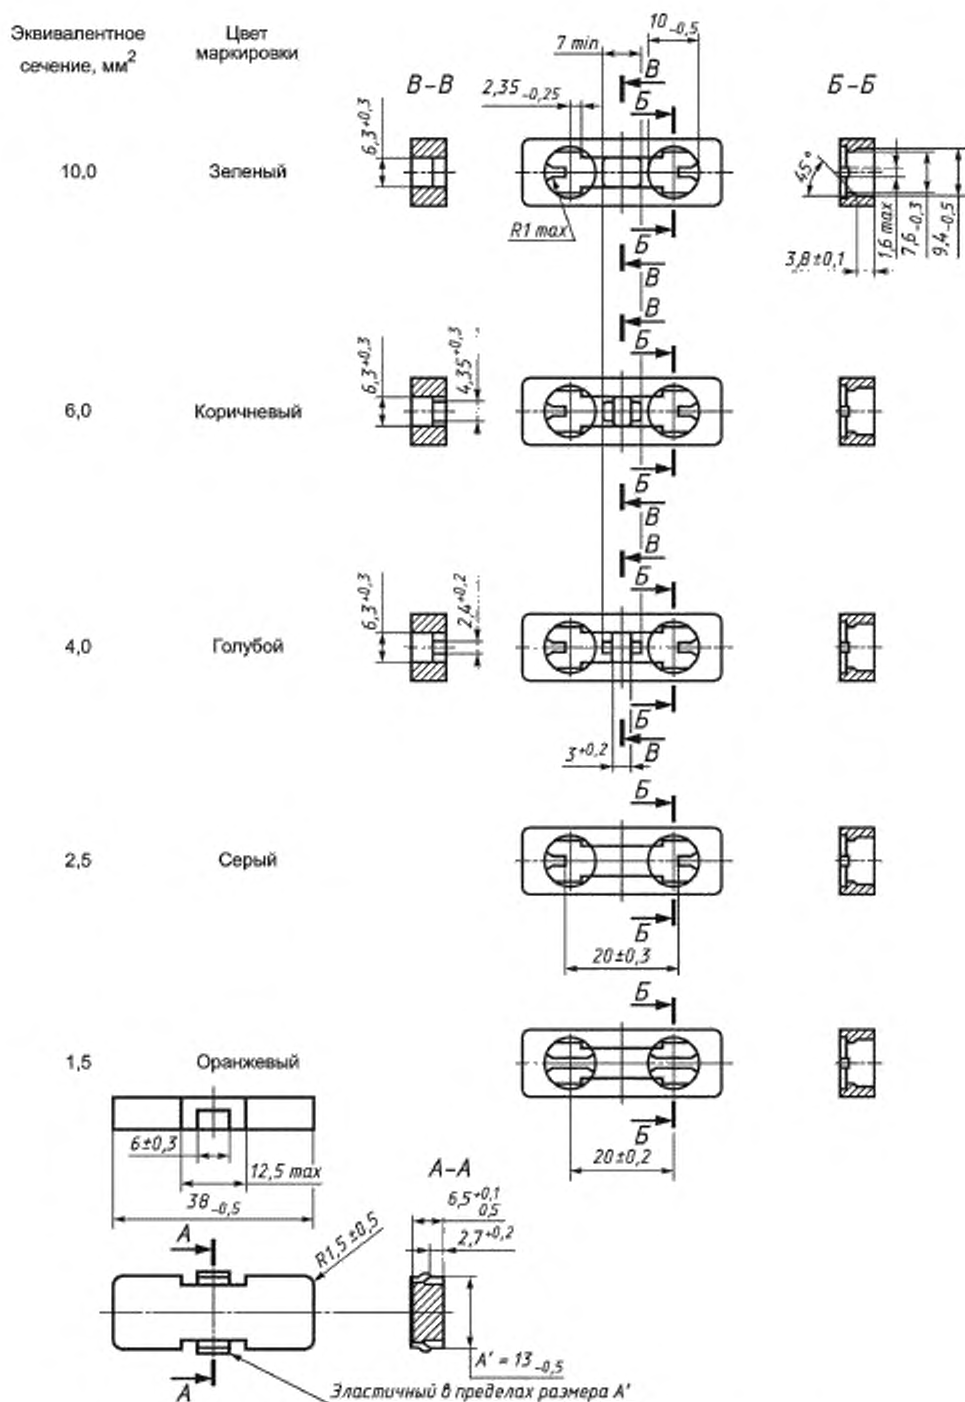 Эквивалентное сечение, мм²
Цвет маркировки
10,0
Зеленый
В–В
6,3+0,3
2,35-0,25
7 min
10-0,5
В
Б
R1 max
Б
В
Б–Б
45°
3,8±0,1
1,6 max
7,6-0,3
9,4-0,5
6,0
Коричневый
6,3+0,3
4,35+0,3
В
Б
Б
В
4,0
Голубой
6,3+0,3
2,4+0,2
В
Б
Б
В
3+0,2
2,5
Серый
Б
Б
20±0,3
1,5
Оранжевый
Б
Б
20±0,2
6±0,3
12,5 max
38-0,5
А
R1,5±0,5
А
А–А
6,5+0,1
0,5
2,7+0,2
А' = 13-0,5
Эластичный в пределах размера А'